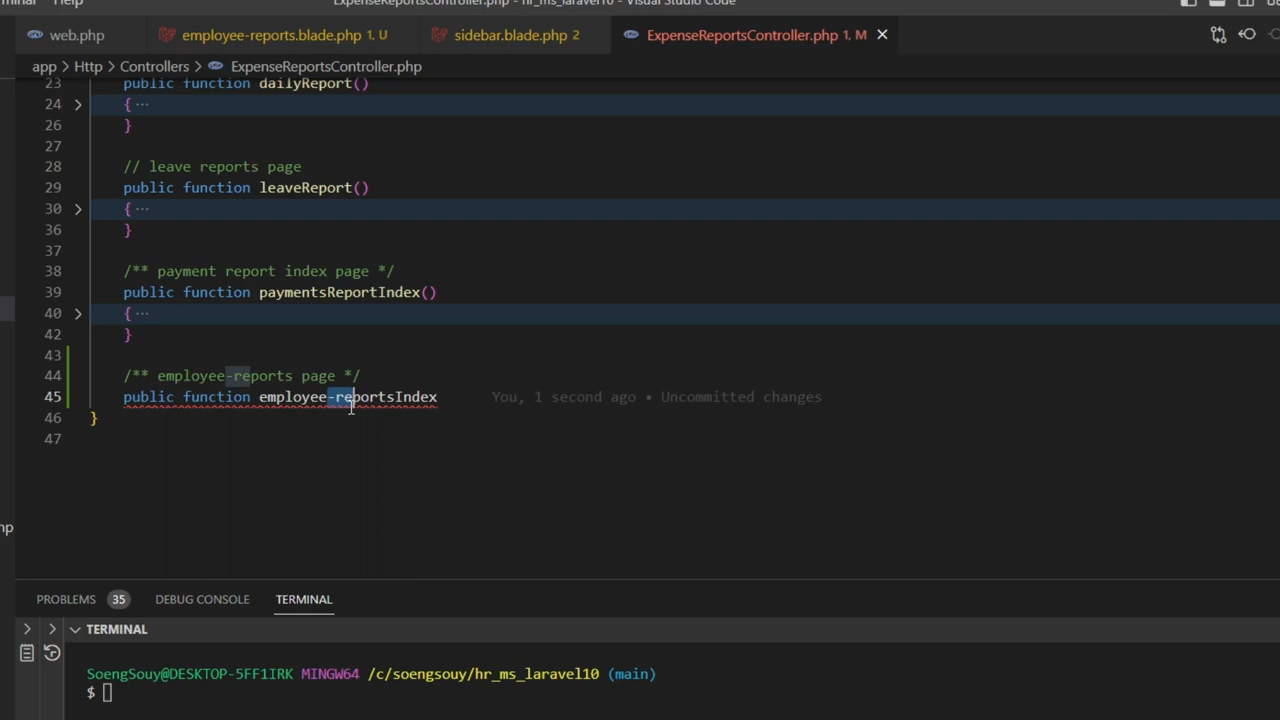 Help
ExpenseReportsController.php - hr_ms_laravel10 - Visual Studio Code
web.php
employee-reports.blade.php 1, U
sidebar.blade.php 2
ExpenseReportsController.php 1, M
app > Http > Controllers > ExpenseReportsController.php
23 public function dailyReport()
24 > { ···
26 }
27
28 // leave reports page
29 public function leaveReport()
30 > { ···
36 }
37
38 /** payment report index page */
39 public function paymentsReportIndex()
40 > { ···
42 }
43
44 /** employee-reports page */
45 public function employee-reportsIndex You, 1 second ago • Uncommitted changes
46 }
47
PROBLEMS 35 DEBUG CONSOLE TERMINAL
TERMINAL
SoengSouy@DESKTOP-5FF1IRK MINGW64 /c/soengsouy/hr_ms_laravel10 (main)
$